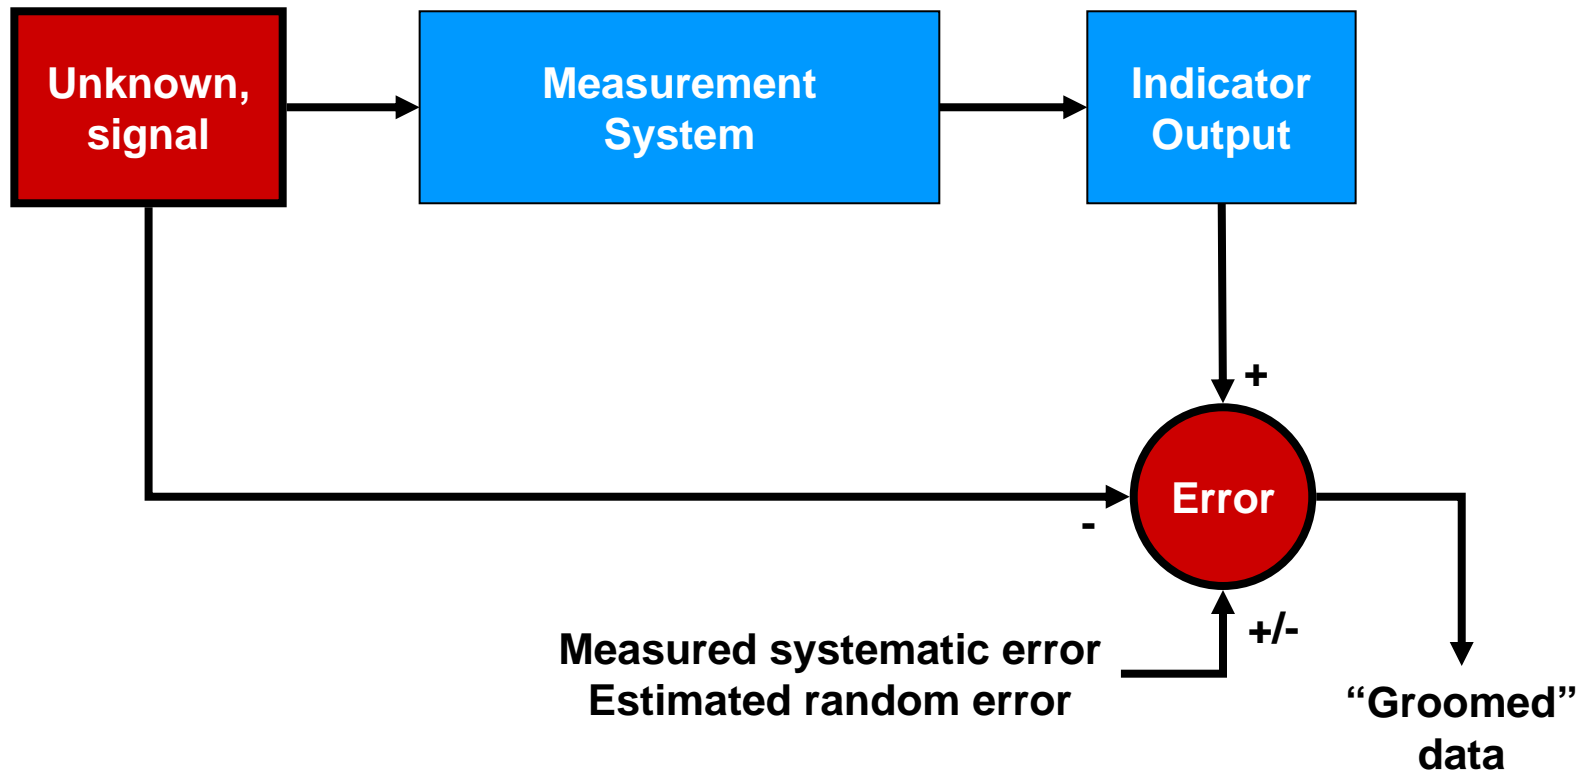 Unknown,
signal
Measurement
System
Indicator
Output
+
Error
-
+/-
Measured systematic error
Estimated random error
“Groomed”
data